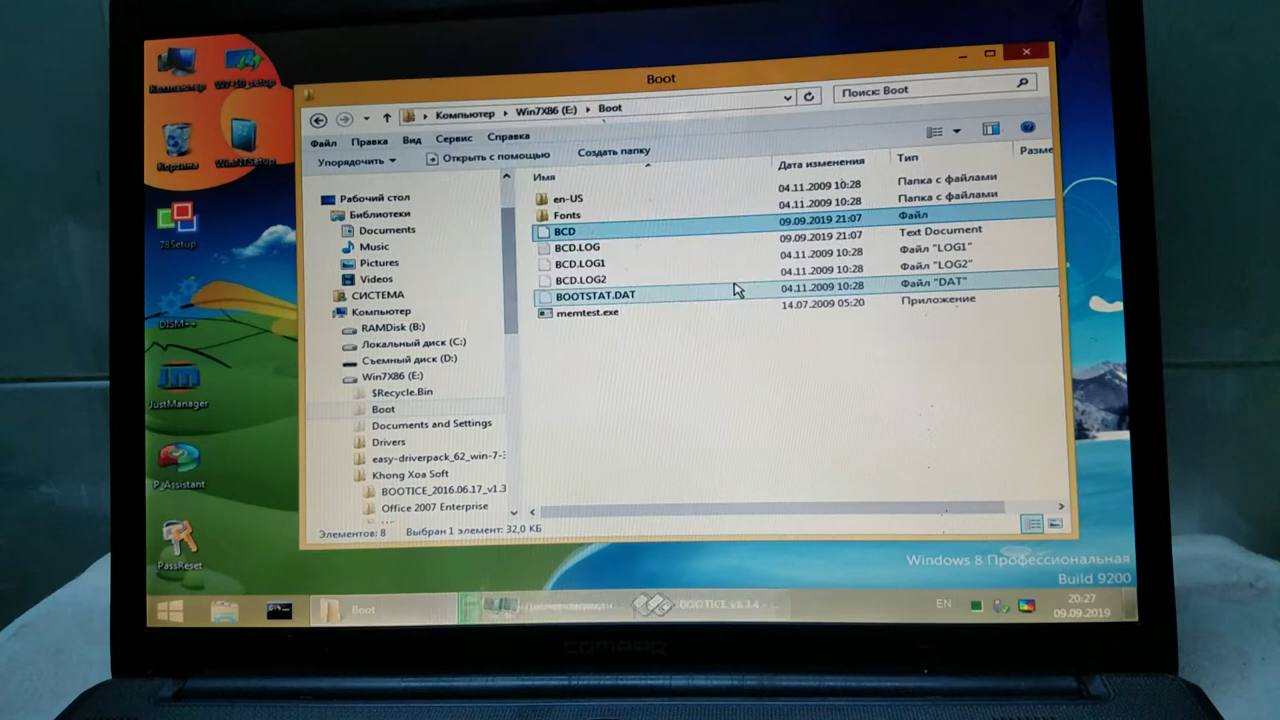 Компьютер
W7-10_setup
Корзина
WinNTSetup
78Setup
DISM++
JustManager
P_Assistant
PassReset
Boot
Компьютер
Win7X86 (E:)
Boot
Поиск: Boot
Файл
Правка
Вид
Сервис
Справка
Упорядочить
Открыть с помощью
Создать папку
Рабочий стол
Библиотеки
Documents
Music
Pictures
Videos
СИСТЕМА
Компьютер
RAMDisk (B:)
Локальный диск (C:)
Съемный диск (D:)
Win7X86 (E:)
$Recycle.Bin
Boot
Documents and Settings
Drivers
easy-driverpack_62_win-7-3
Khong Xoa Soft
BOOTICE_2016.06.17_v1.3
Office 2007 Enterprise
Имя
Дата изменения
Тип
Разме
en-US
04.11.2009 10:28
Папка с файлами
Fonts
04.11.2009 10:28
Папка с файлами
BCD
09.09.2019 21:07
Файл
BCD.LOG
09.09.2019 21:07
Text Document
BCD.LOG1
04.11.2009 10:28
Файл "LOG1"
BCD.LOG2
04.11.2009 10:28
Файл "LOG2"
BOOTSTAT.DAT
04.11.2009 10:28
Файл "DAT"
memtest.exe
14.07.2009 05:20
Приложение
Элементов: 8
Выбран 1 элемент: 32,0 КБ
Windows 8 Профессиональная
Build 9200
Boot
BOOTICE v1.3.4 - ...
EN
20:27
09.09.2019
COMPAQ